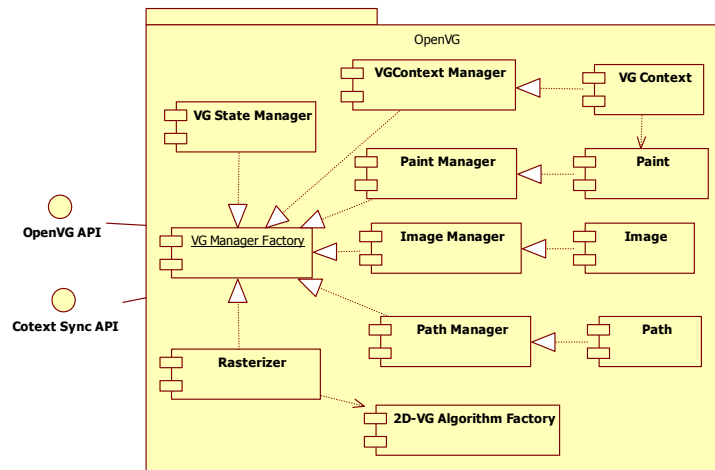 OpenVG
VGContext Manager
VG Context
VG State Manager
Paint Manager
Paint
OpenVG API
VG Manager Factory
Image Manager
Image
Cotext Sync API
Path Manager
Path
Rasterizer
2D-VG Algorithm Factory